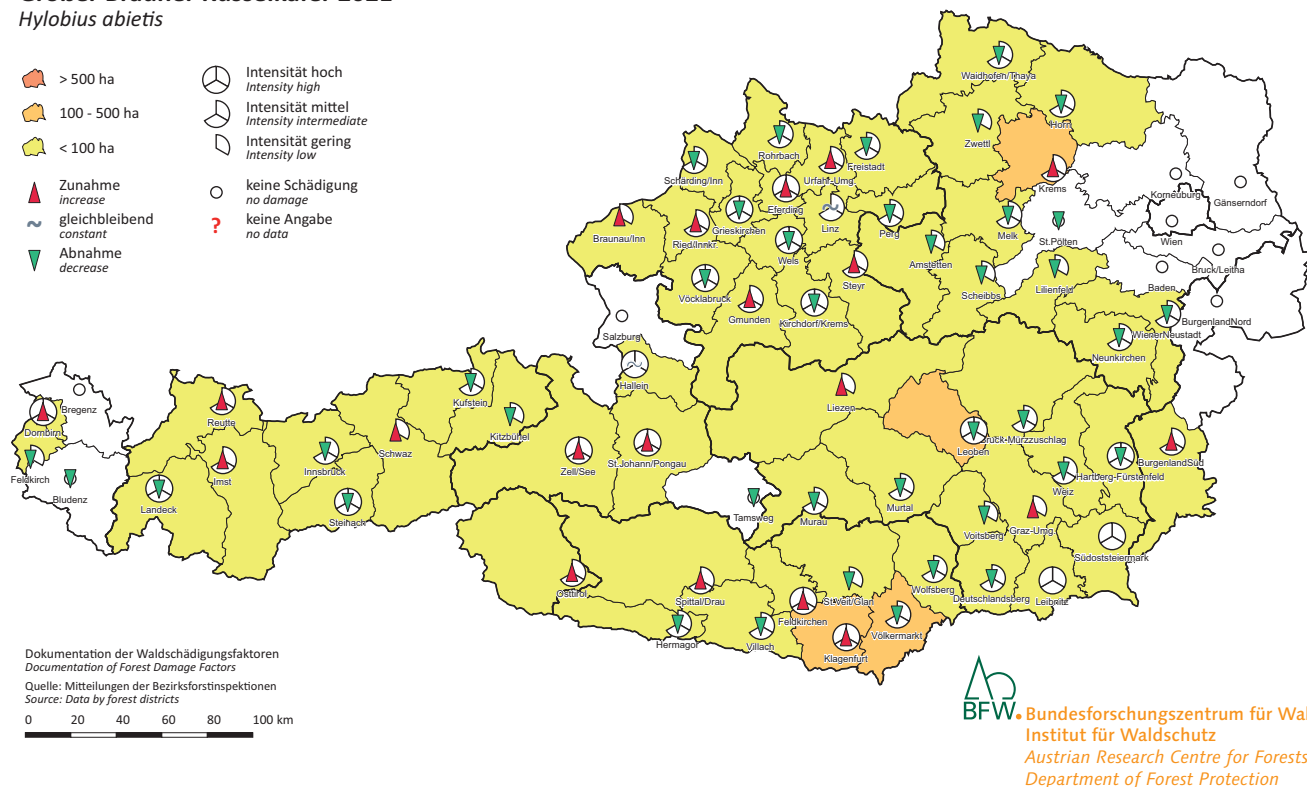 Großer Brauner Rüsselkäfer 2021
Hylobius abietis
> 500 ha
100 - 500 ha
< 100 ha
Zunahme
increase
~ gleichbleibend
constant
Abnahme
decrease
Intensität hoch
Intensity high
Intensität mittel
Intensity intermediate
Intensität gering
Intensity low
keine Schädigung
no damage
? keine Angabe
no data
Waidhofen/Thaya
Horn
Zwettl
Krems
Rohrbach
Freistadt
Schärding/Inn
Urfahr-Umg.
Korneuburg
Gänserndorf
Eferding
Grieskirchen
Linz
Perg
Melk
St.Pölten
Wien
Braunau/Inn
Ried/Innkr.
Wels
Amstetten
Bruck/Leitha
Steyr
Scheibbs
Lilienfeld
Baden
Vöcklabruck
Gmunden
Kirchdorf/Krems
BurgenlandNord
WienerNeustadt
Salzburg
Neunkirchen
Hallein
Bregenz
Dornbirn
Reutte
Kufstein
Kitzbühel
Liezen
Bruck-Mürzzuschlag
Leoben
Schwaz
Feldkirch
Bludenz
Imst
Innsbruck
Zell/See
St.Johann/Pongau
BurgenlandSüd
Hartberg-Fürstenfeld
Weiz
Landeck
Steinach
Tamsweg
Murau
Murtal
Voitsberg
Graz-Umg.
Südoststeiermark
Osttirol
Spittal/Drau
St.Veit/Glan
Wolfsberg
Deutschlandsberg
Leibnitz
Feldkirchen
Hermagor
Villach
Klagenfurt
Völkermarkt
Dokumentation der Waldschädigungsfaktoren
Documentation of Forest Damage Factors
Quelle: Mitteilungen der Bezirksforstinspektionen
Source: Data by forest districts
0 20 40 60 80 100 km
BFW.
Bundesforschungszentrum für Wal
Institut für Waldschutz
Austrian Research Centre for Forests
Department of Forest Protection